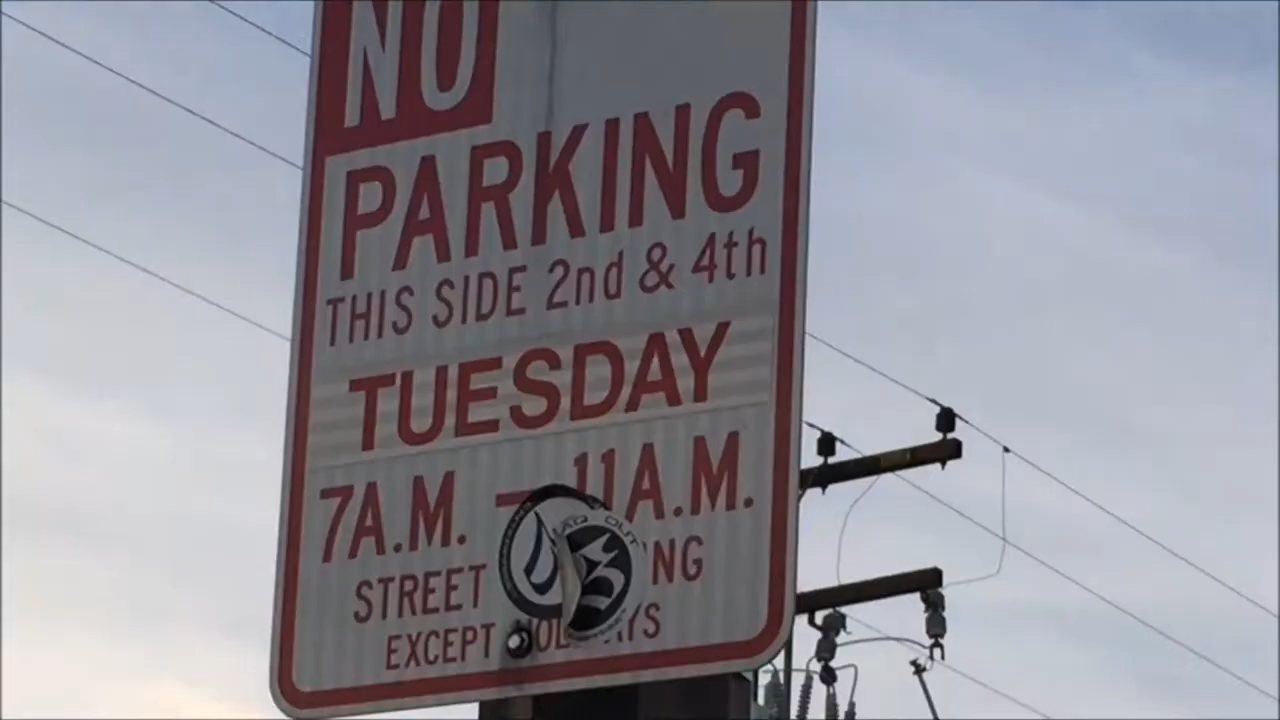 NO
PARKING
THIS SIDE 2nd & 4th
TUESDAY
7A.M. — 11A.M.
STREET
EXCEPT